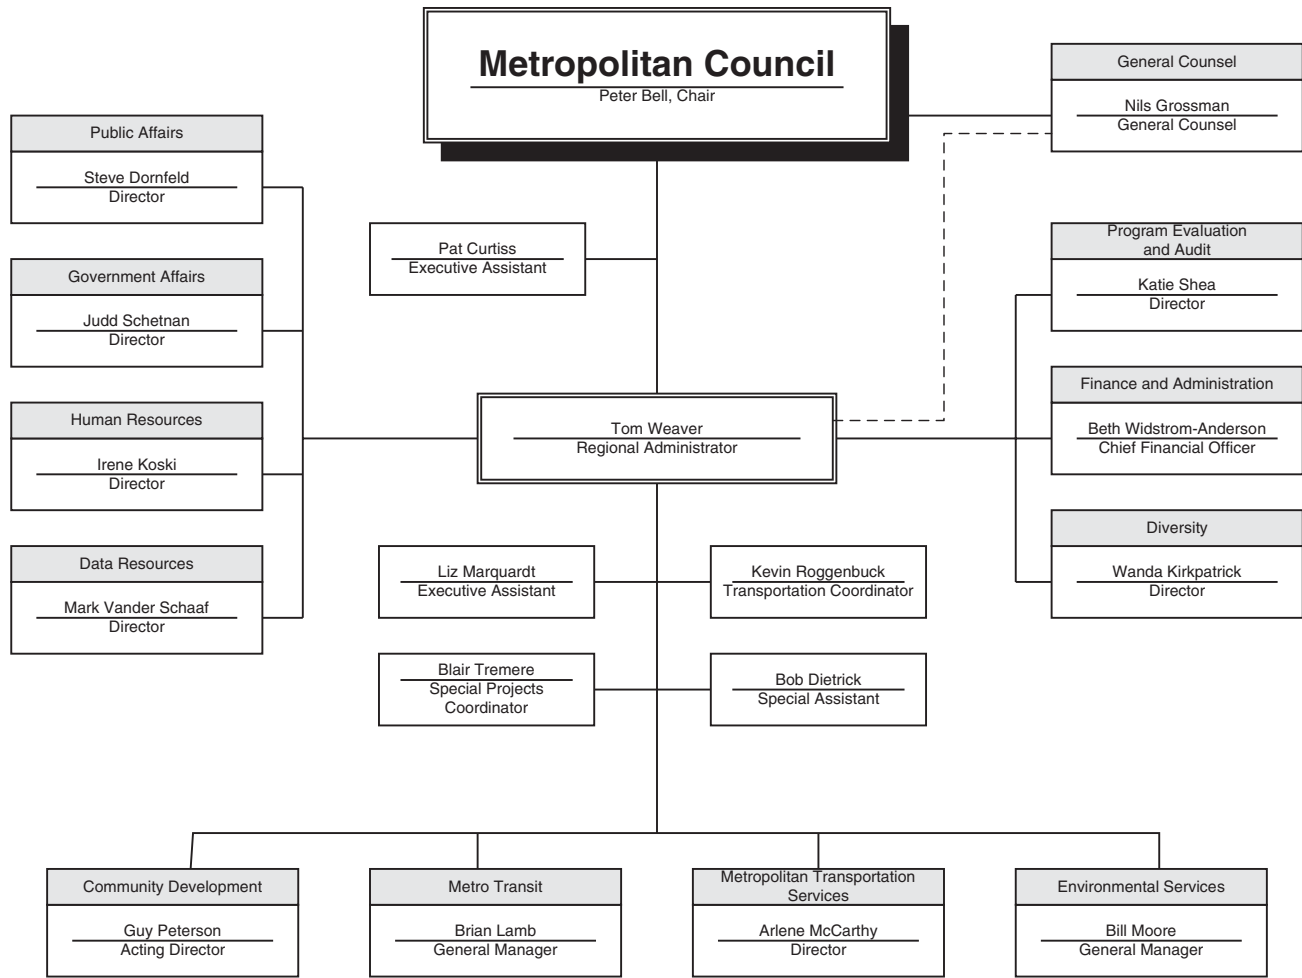 Metropolitan Council
Peter Bell, Chair
General Counsel
Nils Grossman
General Counsel
Public Affairs
Steve Dornfeld
Director
Pat Curtiss
Executive Assistant
Program Evaluation
and Audit
Katie Shea
Director
Government Affairs
Judd Schetnan
Director
Finance and Administration
Beth Widstrom-Anderson
Chief Financial Officer
Human Resources
Irene Koski
Director
Tom Weaver
Regional Administrator
Diversity
Wanda Kirkpatrick
Director
Data Resources
Mark Vander Schaaf
Director
Liz Marquardt
Executive Assistant
Kevin Roggenbuck
Transportation Coordinator
Blair Tremere
Special Projects
Coordinator
Bob Dietrick
Special Assistant
Community Development
Guy Peterson
Acting Director
Metro Transit
Brian Lamb
General Manager
Metropolitan Transportation
Services
Arlene McCarthy
Director
Environmental Services
Bill Moore
General Manager